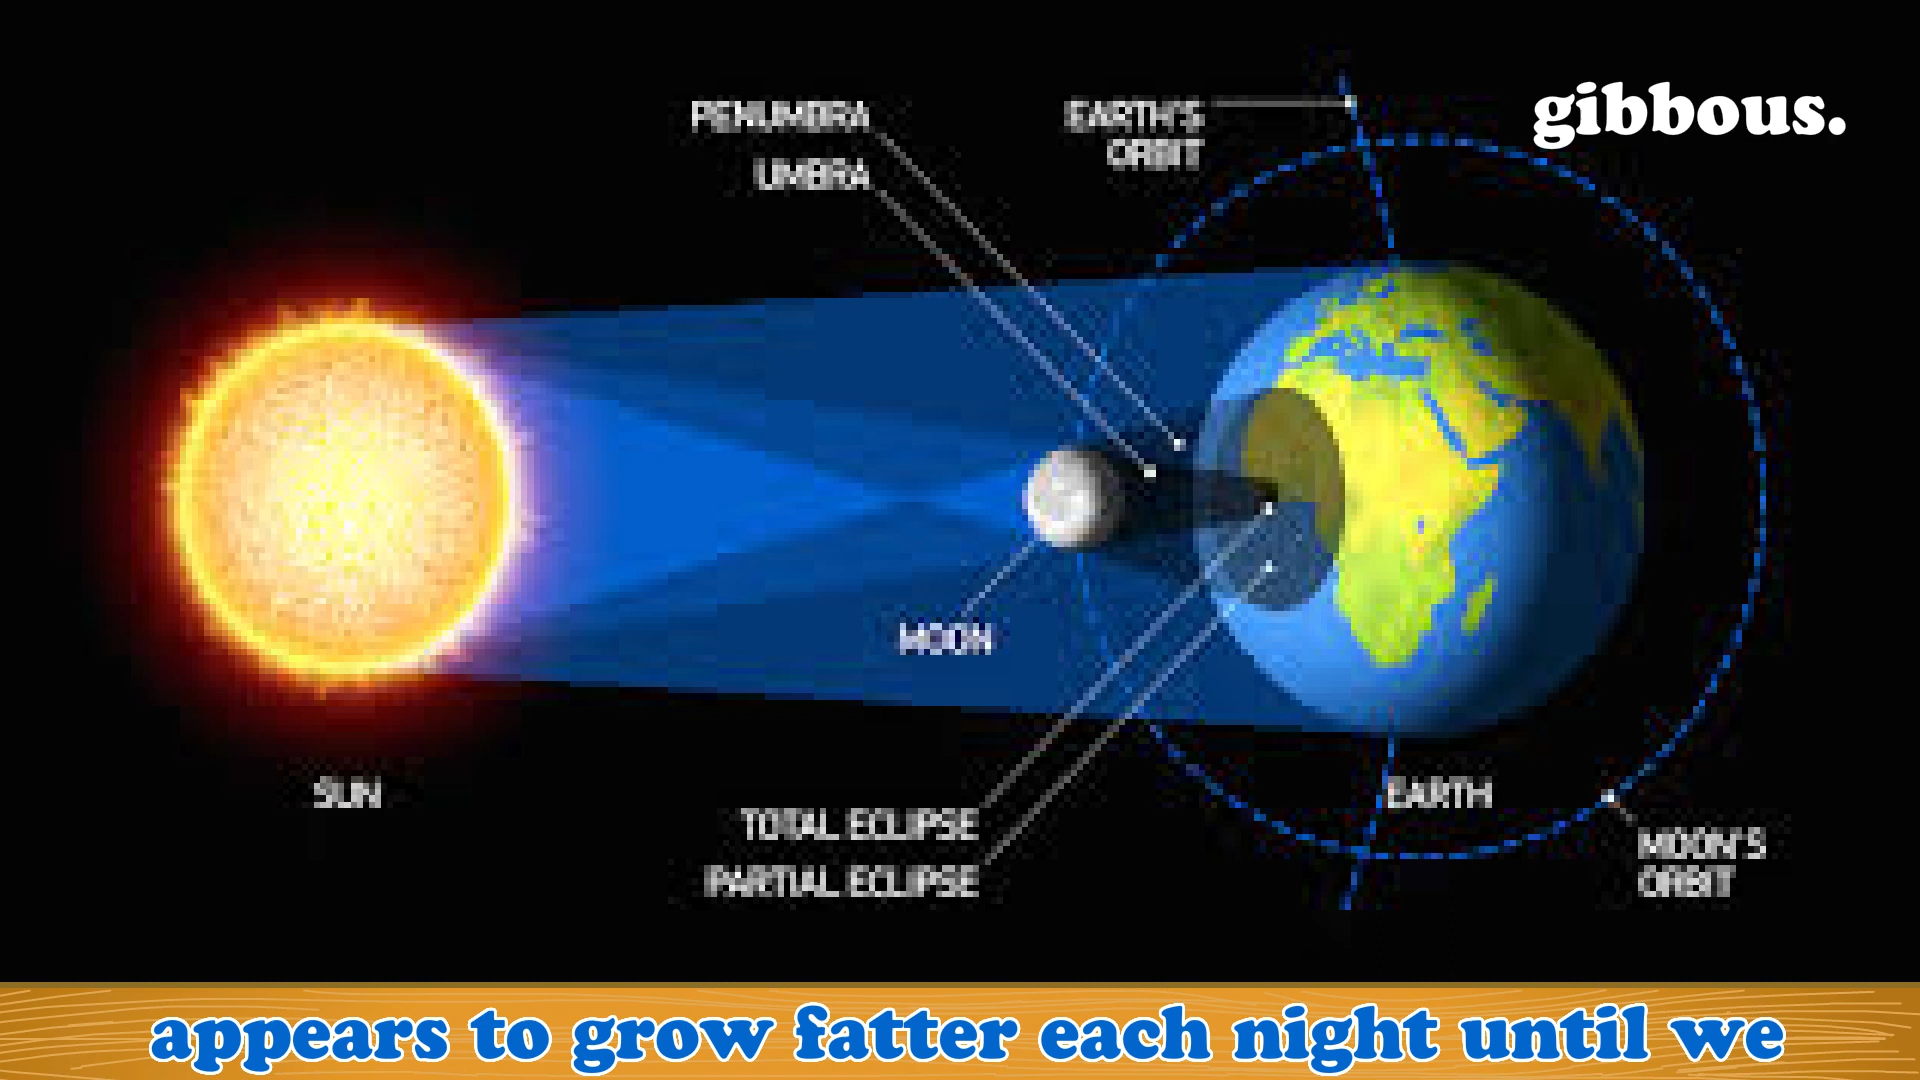 PENUMBRA
UMBRA
EARTH'S
ORBIT
gibbous.
MOON
SUN
EARTH
TOTAL ECLIPSE
PARTIAL ECLIPSE
MOON'S
ORBIT
appears to grow fatter each night until we